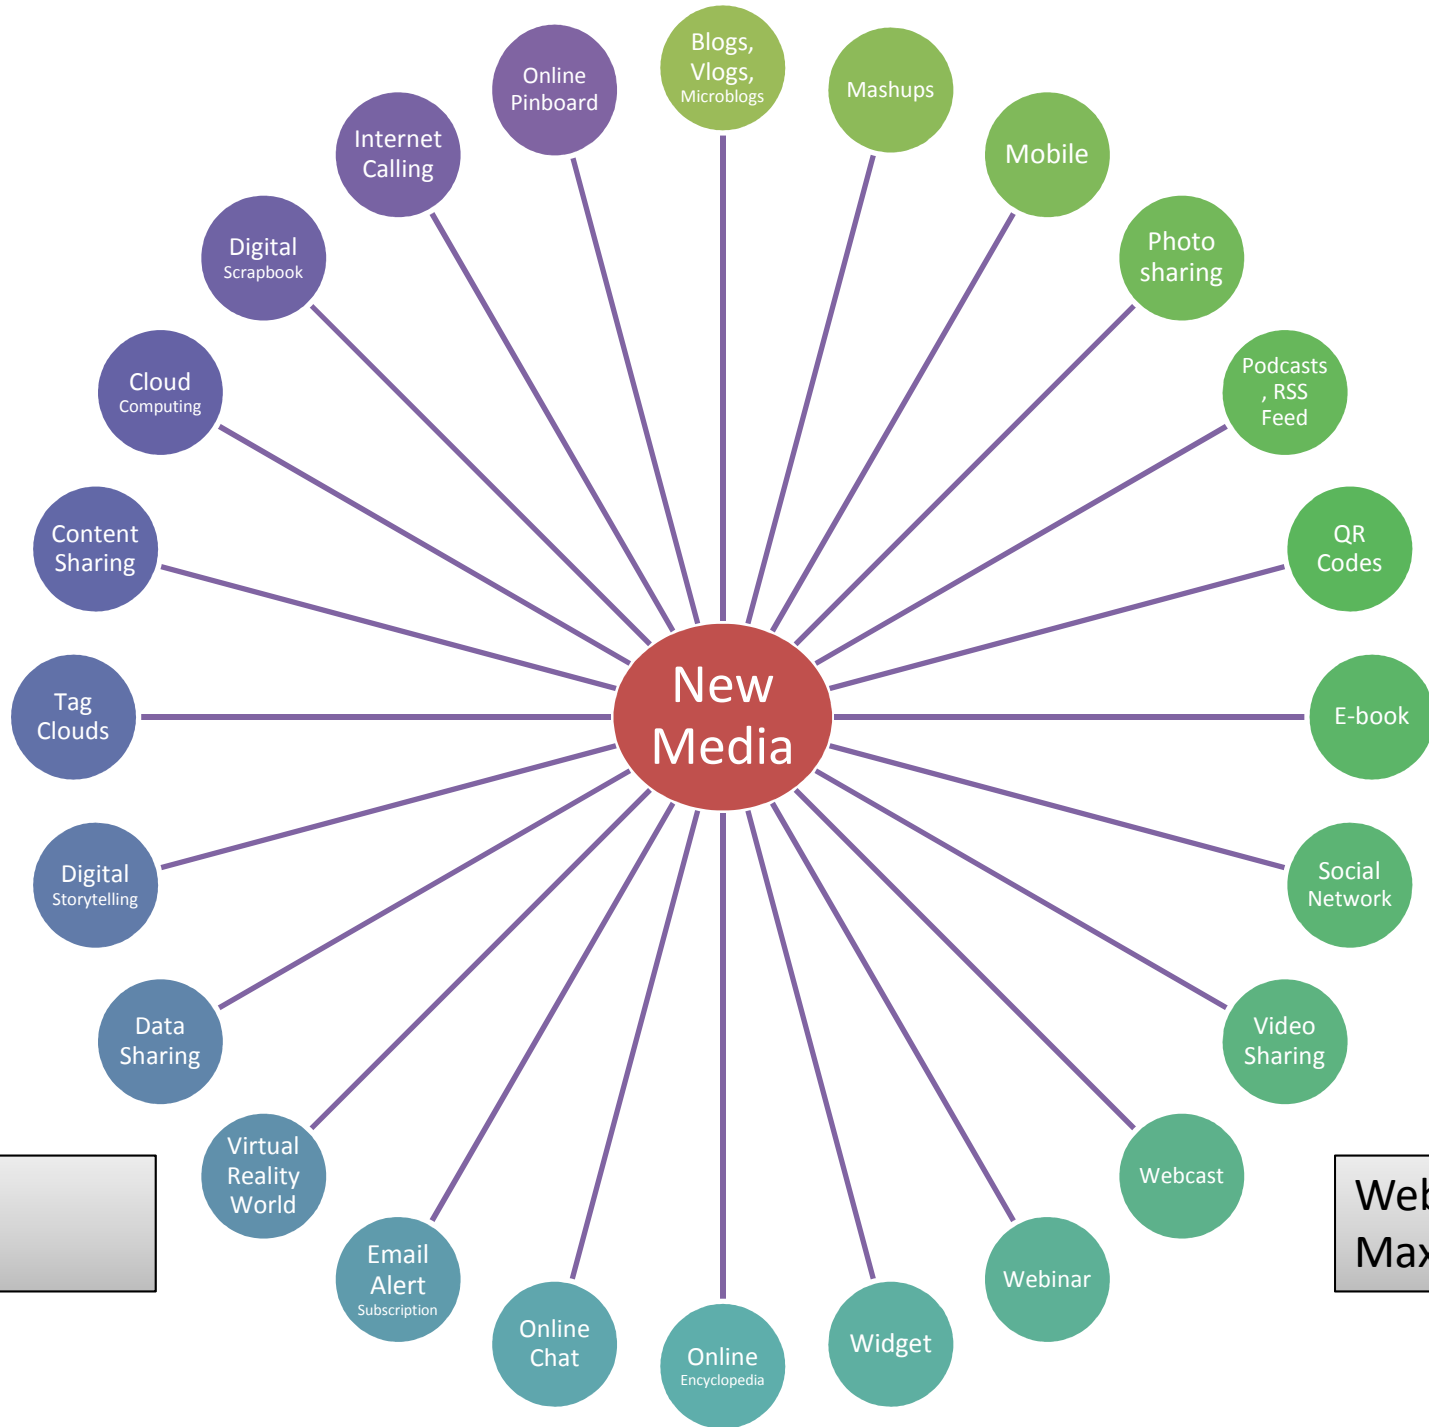 New
Media
Blogs,
Vlogs,
Microblogs
Mashups
Mobile
Photo
sharing
Podcasts
, RSS
Feed
QR
Codes
E-book
Social
Network
Video
Sharing
Webcast
Webinar
Widget
Online
Encyclopedia
Online
Chat
Email
Alert
Subscription
Virtual
Reality
World
Data
Sharing
Digital
Storytelling
Tag
Clouds
Content
Sharing
Cloud
Computing
Digital
Scrapbook
Internet
Calling
Online
Pinboard
Max